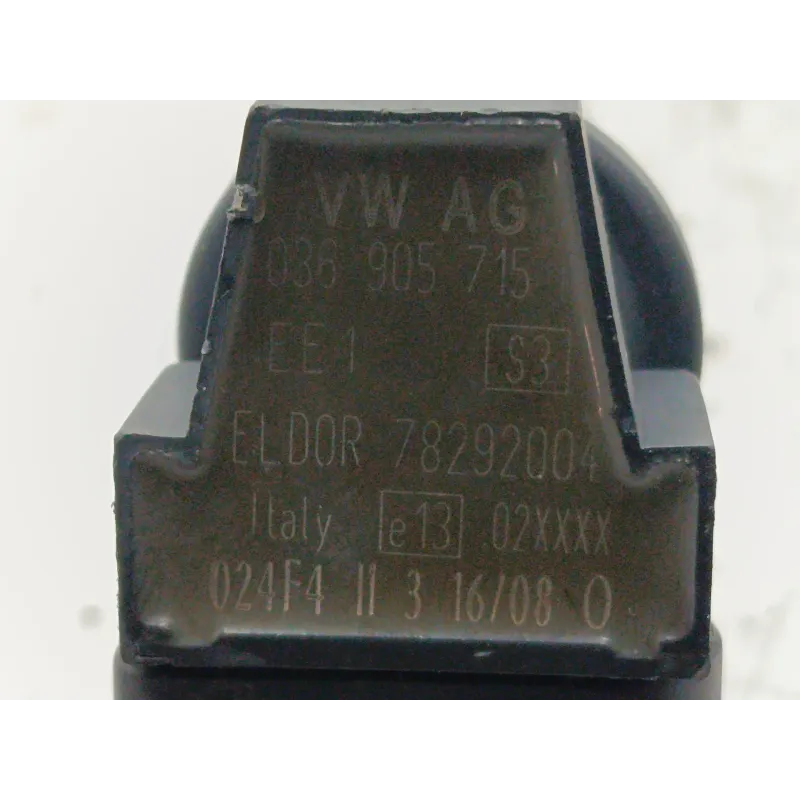 VW AG
036 905 715
EE1 S3
ELDOR 78292004
Italy e13 02XXXX
024F4 II 3 16/08 O